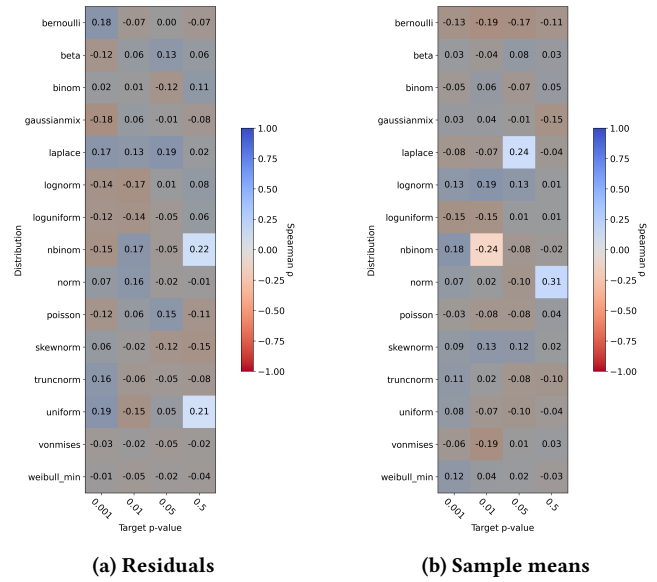 Distribution
bernoulli 0.18 -0.07 0.00 -0.07
beta -0.12 0.06 0.13 0.06
binom 0.02 0.01 -0.12 0.11
gaussianmix -0.18 0.06 -0.01 -0.08
laplace 0.17 0.13 0.19 0.02
lognorm -0.14 -0.17 0.01 0.08
loguniform -0.12 -0.14 -0.05 0.06
nbinom -0.15 0.17 -0.05 0.22
norm 0.07 0.16 -0.02 -0.01
poisson -0.12 0.06 0.15 -0.11
skewnorm 0.06 -0.02 -0.12 -0.15
truncnorm 0.16 -0.06 -0.05 -0.08
uniform 0.19 -0.15 0.05 0.21
vonmises -0.03 -0.02 -0.05 -0.02
weibull_min -0.01 -0.05 -0.02 -0.04
0.001 0.01 0.05 0.5
Target p-value
1.00
0.75
0.50
0.25
0.00
−0.25
−0.50
−0.75
−1.00
Spearman ρ
(a) Residuals
Distribution
bernoulli -0.13 -0.19 -0.17 -0.11
beta 0.03 -0.04 0.08 0.03
binom -0.05 0.06 -0.07 0.05
gaussianmix 0.03 0.04 -0.01 -0.15
laplace -0.08 -0.07 0.24 -0.04
lognorm 0.13 0.19 0.13 0.01
loguniform -0.15 -0.15 0.01 0.01
nbinom 0.18 -0.24 -0.08 -0.02
norm 0.07 0.02 -0.10 0.31
poisson -0.03 -0.08 -0.08 0.04
skewnorm 0.09 0.13 0.12 0.02
truncnorm 0.11 0.02 -0.08 -0.10
uniform 0.08 -0.07 -0.10 -0.04
vonmises -0.06 -0.19 0.01 0.03
weibull_min 0.12 0.04 0.02 -0.03
0.001 0.01 0.05 0.5
Target p-value
1.00
0.75
0.50
0.25
0.00
−0.25
−0.50
−0.75
−1.00
Spearman ρ
(b) Sample means